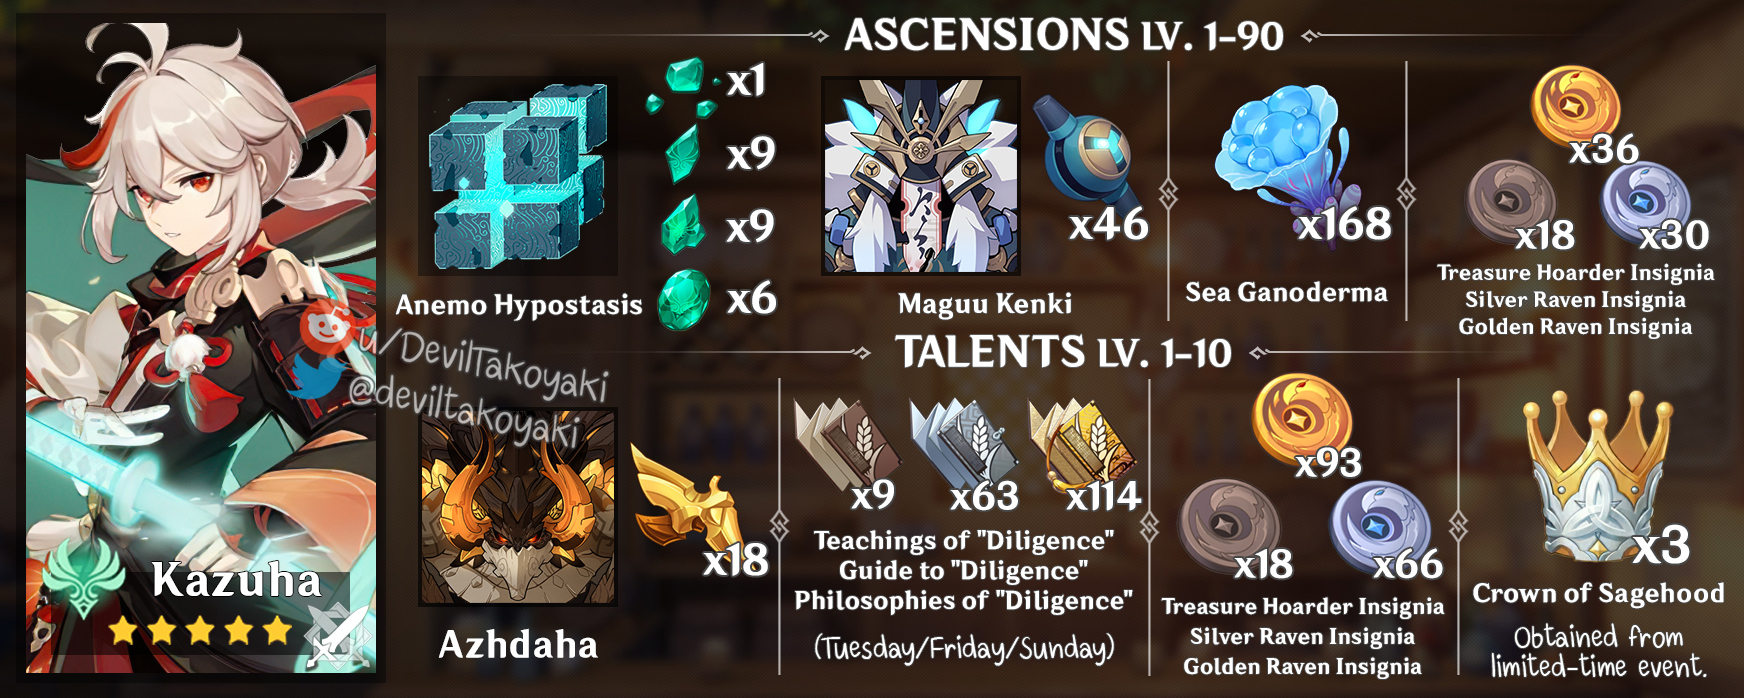 ASCENSIONS LV. 1-90
x1
x9
x9
x6
Anemo Hypostasis
x46
Maguu Kenki
x168
Sea Ganoderma
x36
x18
x30
Treasure Hoarder Insignia
Silver Raven Insignia
Golden Raven Insignia
u/DevilTakoyaki
@deviltakoyaki
Kazuha
TALENTS LV. 1-10
x18
Azhdaha
x9
x63
x114
Teachings of "Diligence"
Guide to "Diligence"
Philosophies of "Diligence"
(Tuesday/Friday/Sunday)
x93
x18
x66
Treasure Hoarder Insignia
Silver Raven Insignia
Golden Raven Insignia
x3
Crown of Sagehood
Obtained from
limited-time event.